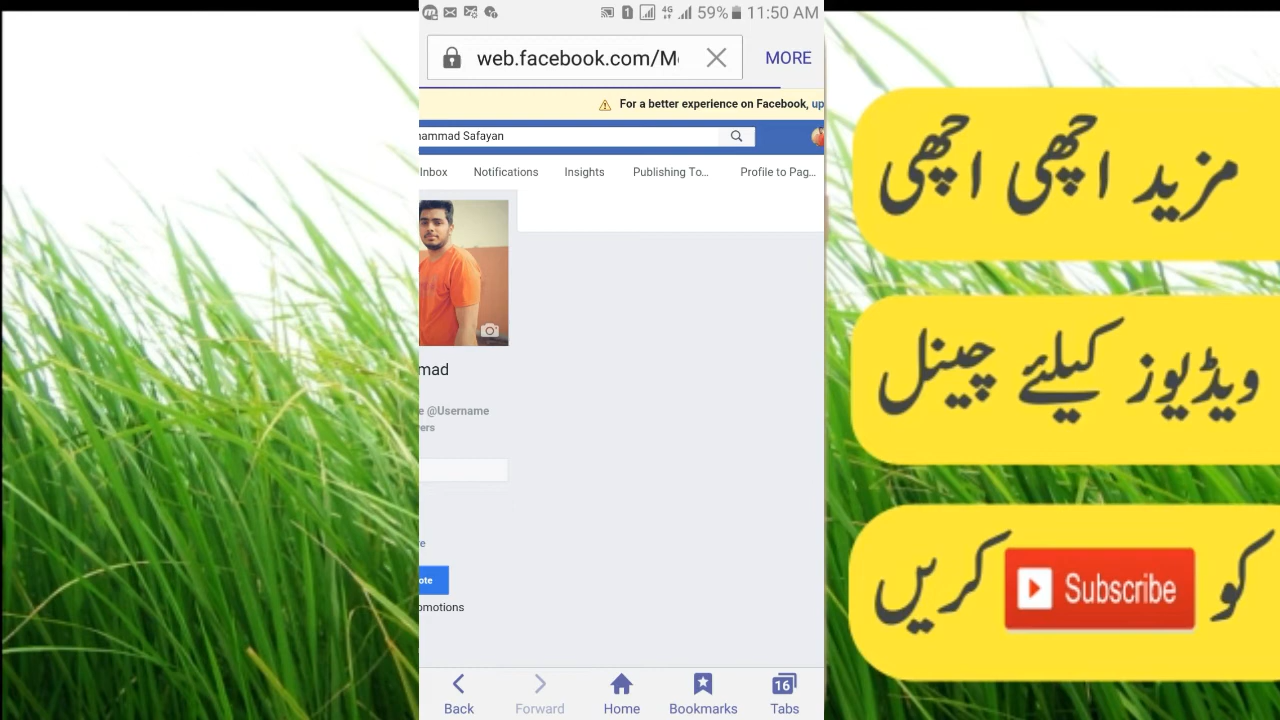 59% 11:50 AM
web.facebook.com/M
MORE
For a better experience on Facebook, up
ammad Safayan
Inbox Notifications Insights Publishing To... Profile to Pag...
mad
e @Username
ers
e
ote
omotions
Back Forward Home Bookmarks Tabs
16
مزید اچھی اچھی
ویڈیوز کیلئے چینل
کو Subscribe کریں